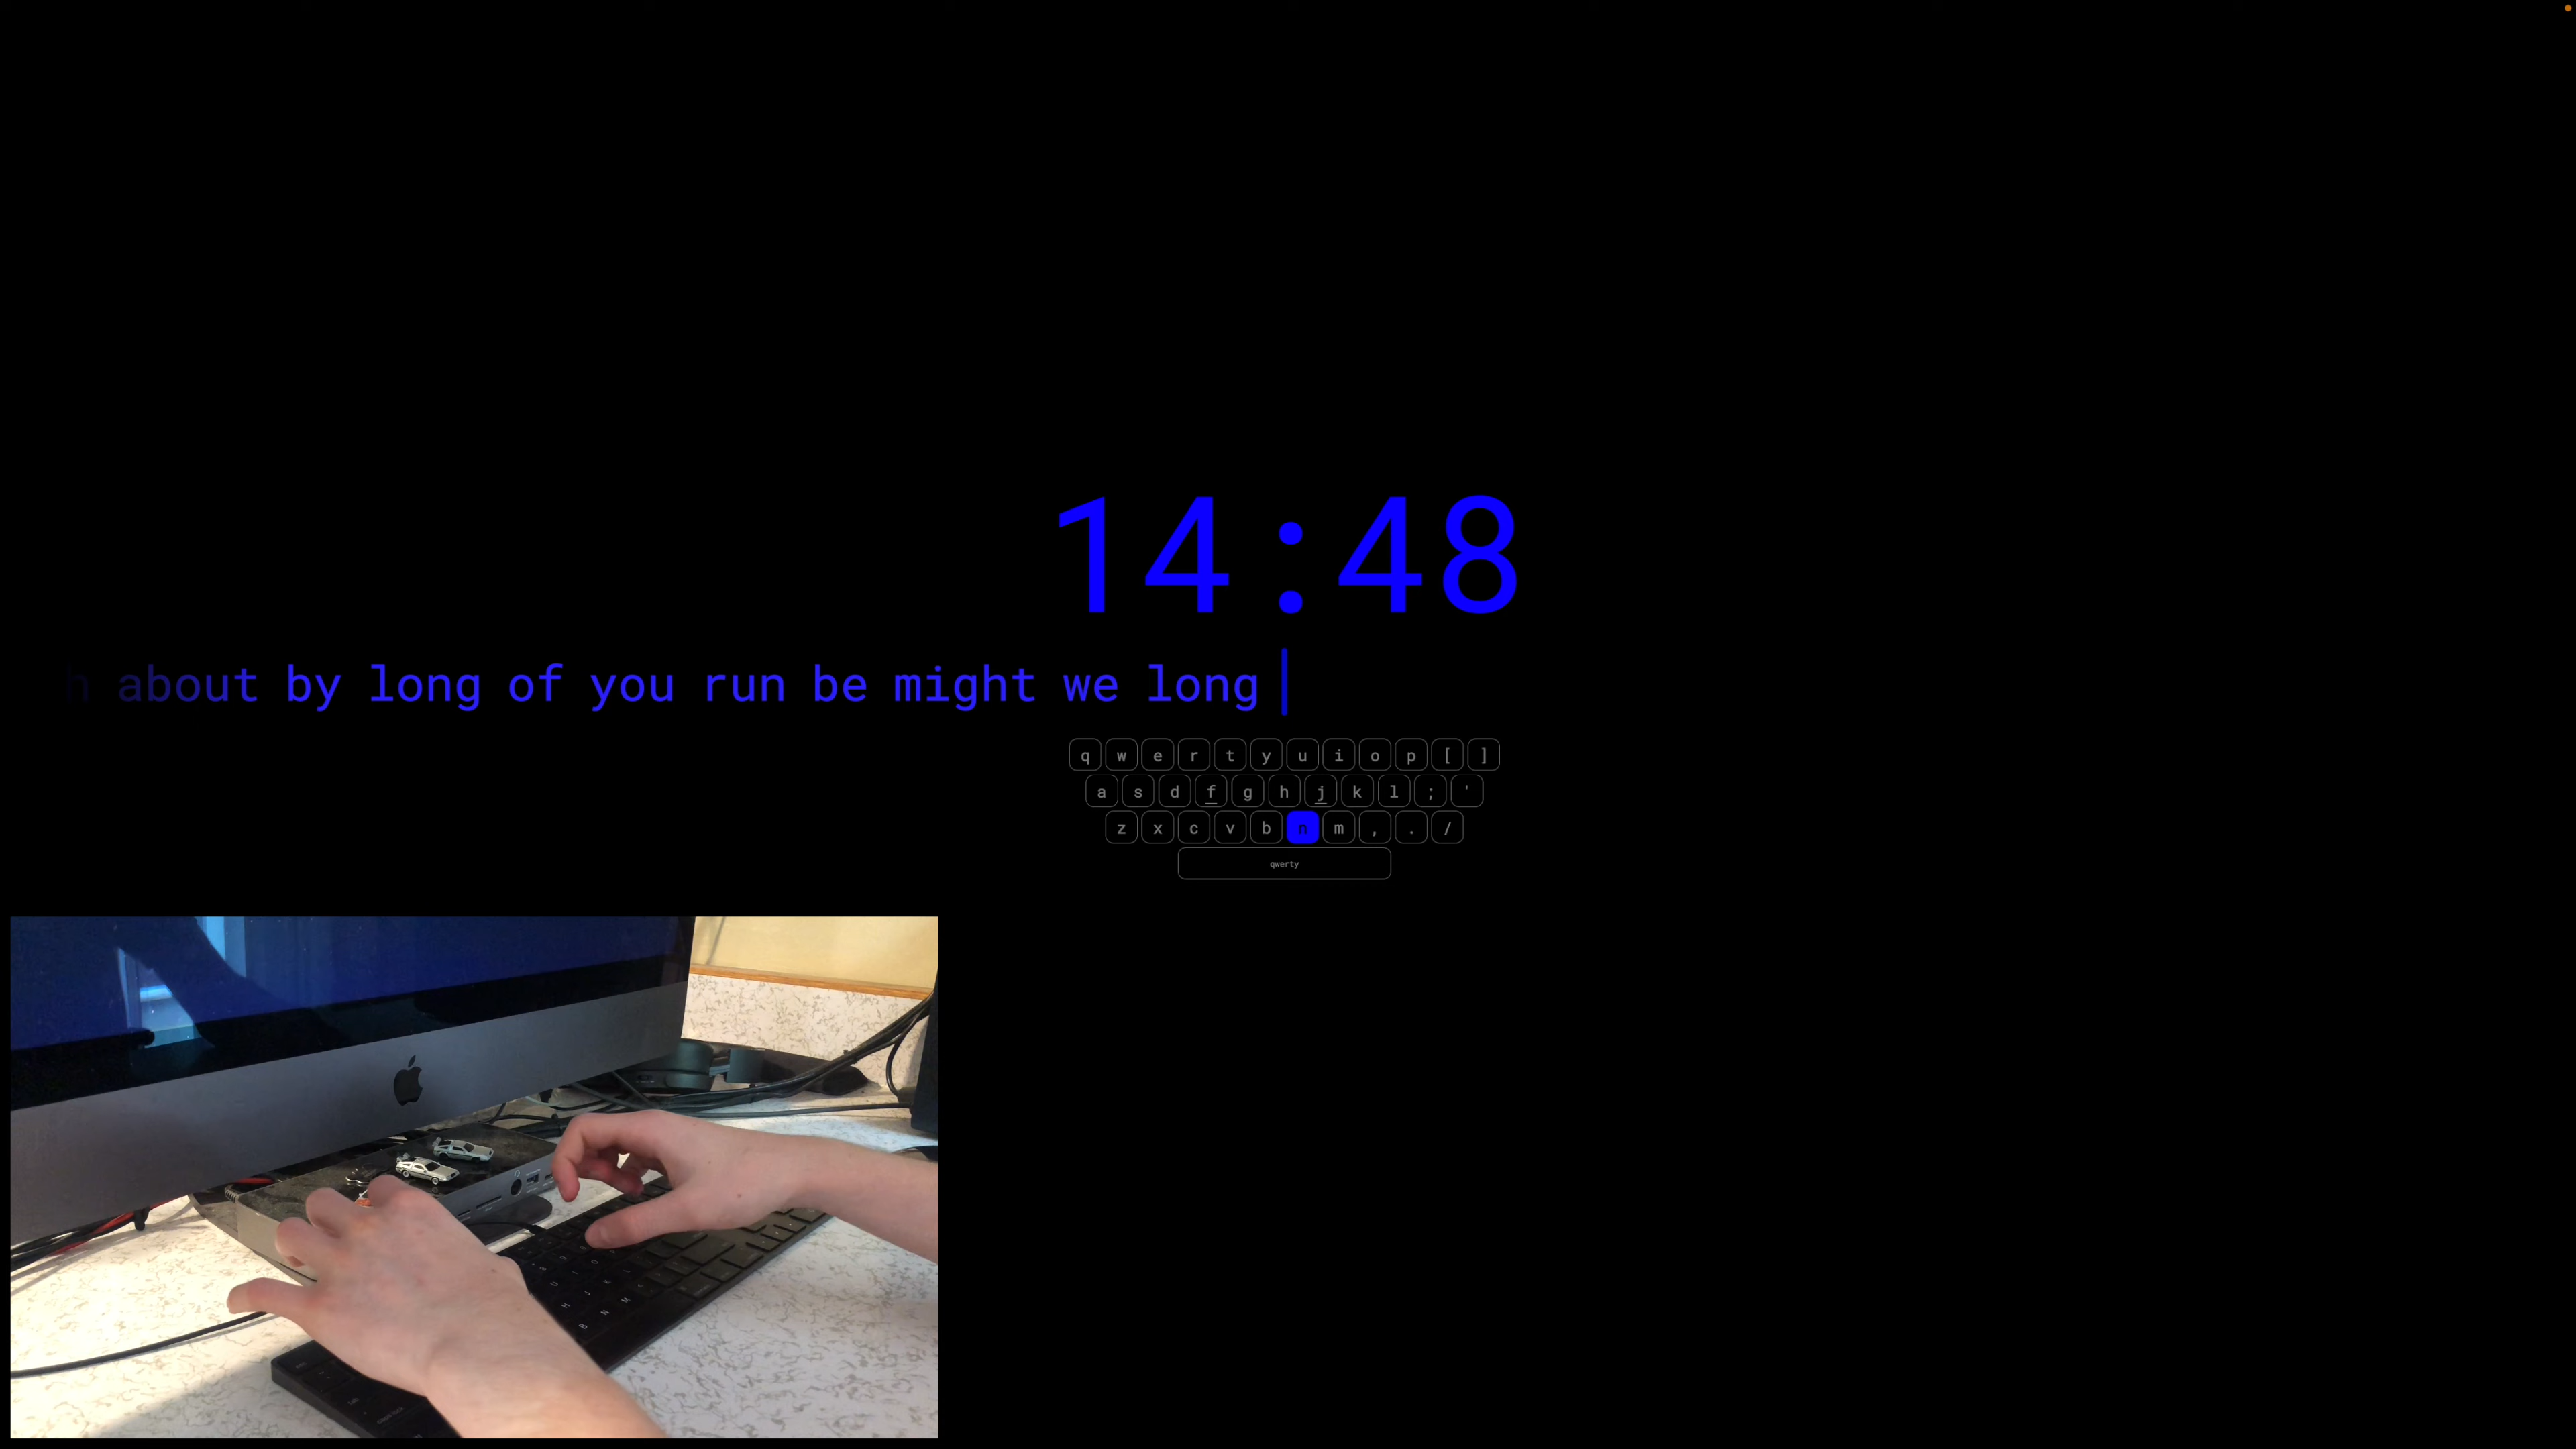 14:48
h about by long of you run be might we long
q w e r t y u i o p [ ]
a s d f g h j k l ; '
z x c v b n m , . /
qwerty